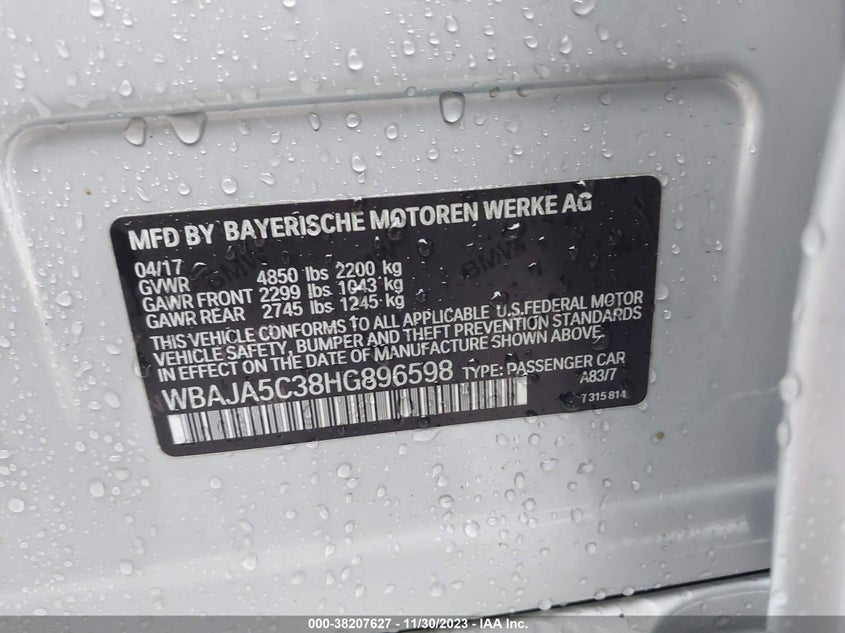 MFD BY BAYERISCHE MOTOREN WERKE AG
04/17
GVWR 4850 lbs 2200 kg
GAWR FRONT 2299 lbs 1043 kg
GAWR REAR 2745 lbs 1245 kg
THIS VEHICLE CONFORMS TO ALL APPLICABLE U.S.FEDERAL MOTOR
VEHICLE SAFETY, BUMPER AND THEFT PREVENTION STANDARDS
IN EFFECT ON THE DATE OF MANUFACTURE SHOWN ABOVE.
WBAJA5C38HG896598 TYPE: PASSENGER CAR
A83/7
7 315 814
000-38207627 - 11/30/2023 - IAA Inc.